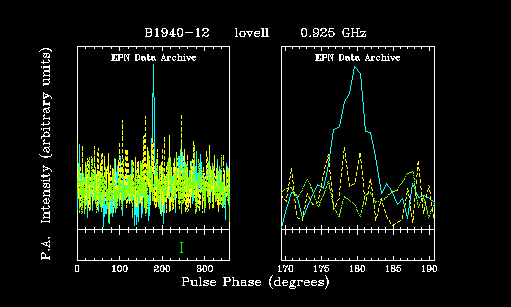 B1940-12 lovell 0.925 GHz
EPN Data Archive EPN Data Archive
P.A. Intensity (arbitrary units)
0 100 200 300 170 175 180 185 190
Pulse Phase (degrees)